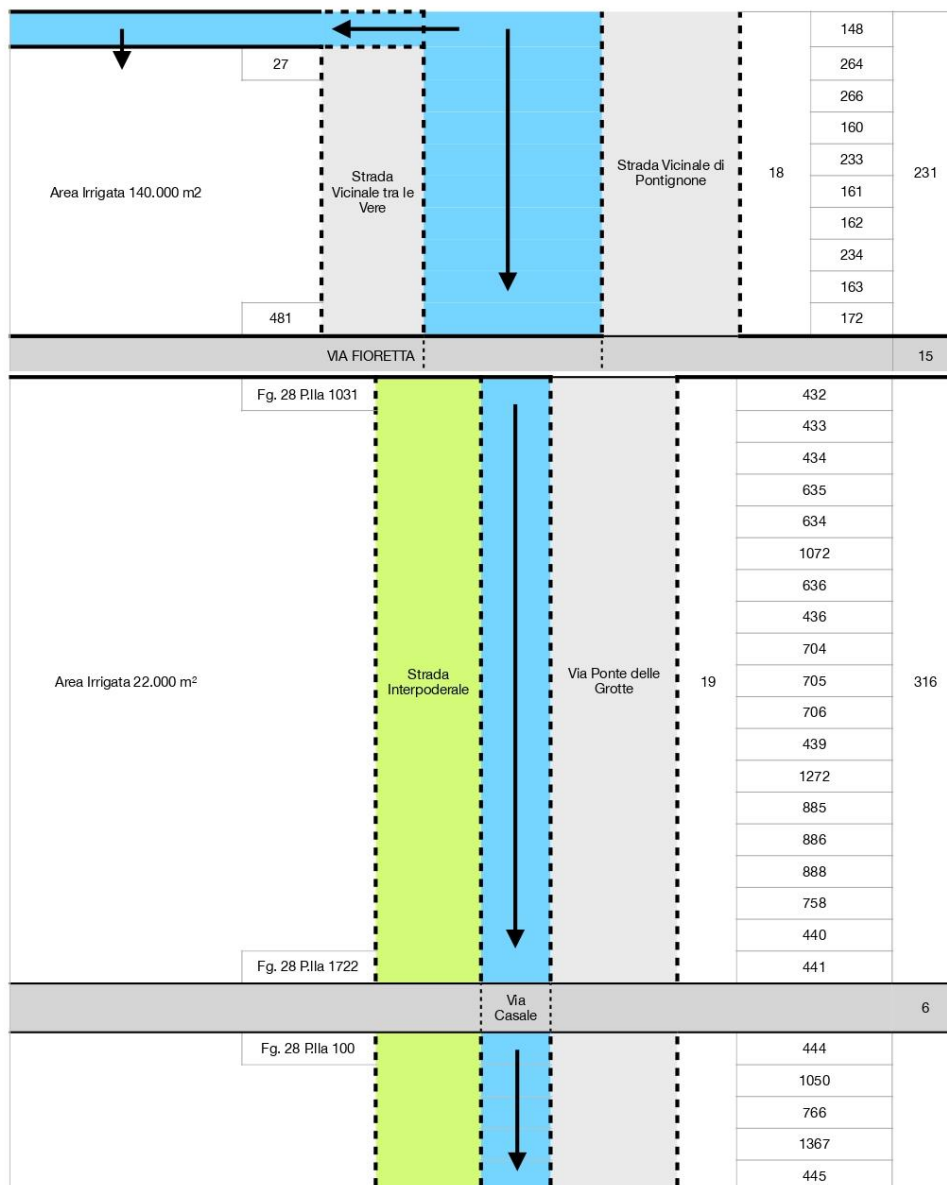 148
27
264
266
160
Strada
Vicinale tra le
Vere
Strada Vicinale di
Pontignone
Area Irrigata 140.000 m2
18
233
231
161
162
234
163
481
172
VIA FIORETTA
15
Fg. 28 P.lla 1031
432
433
434
635
634
1072
636
436
704
Area Irrigata 22.000 m²
Strada
Interpoderale
Via Ponte delle
Grotte
19
705
316
706
439
1272
885
886
888
758
440
Fg. 28 P.lla 1722
441
Via
Casale
6
Fg. 28 P.lla 100
444
1050
766
1367
445